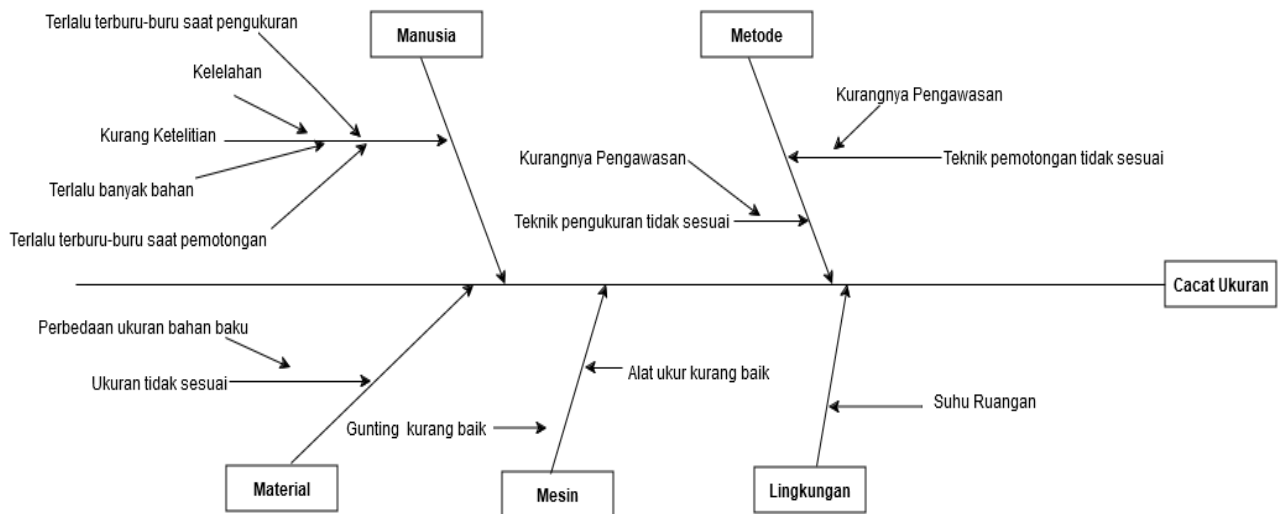 Terlalu terburu-buru saat pengukuran
Manusia
Metode
Kelelahan
Kurangnya Pengawasan
Kurang Ketelitian
Kurangnya Pengawasan
Teknik pemotongan tidak sesuai
Terlalu banyak bahan
Teknik pengukuran tidak sesuai
Terlalu terburu-buru saat pemotongan
Cacat Ukuran
Perbedaan ukuran bahan baku
Ukuran tidak sesuai
Alat ukur kurang baik
Suhu Ruangan
Gunting kurang baik
Material
Mesin
Lingkungan